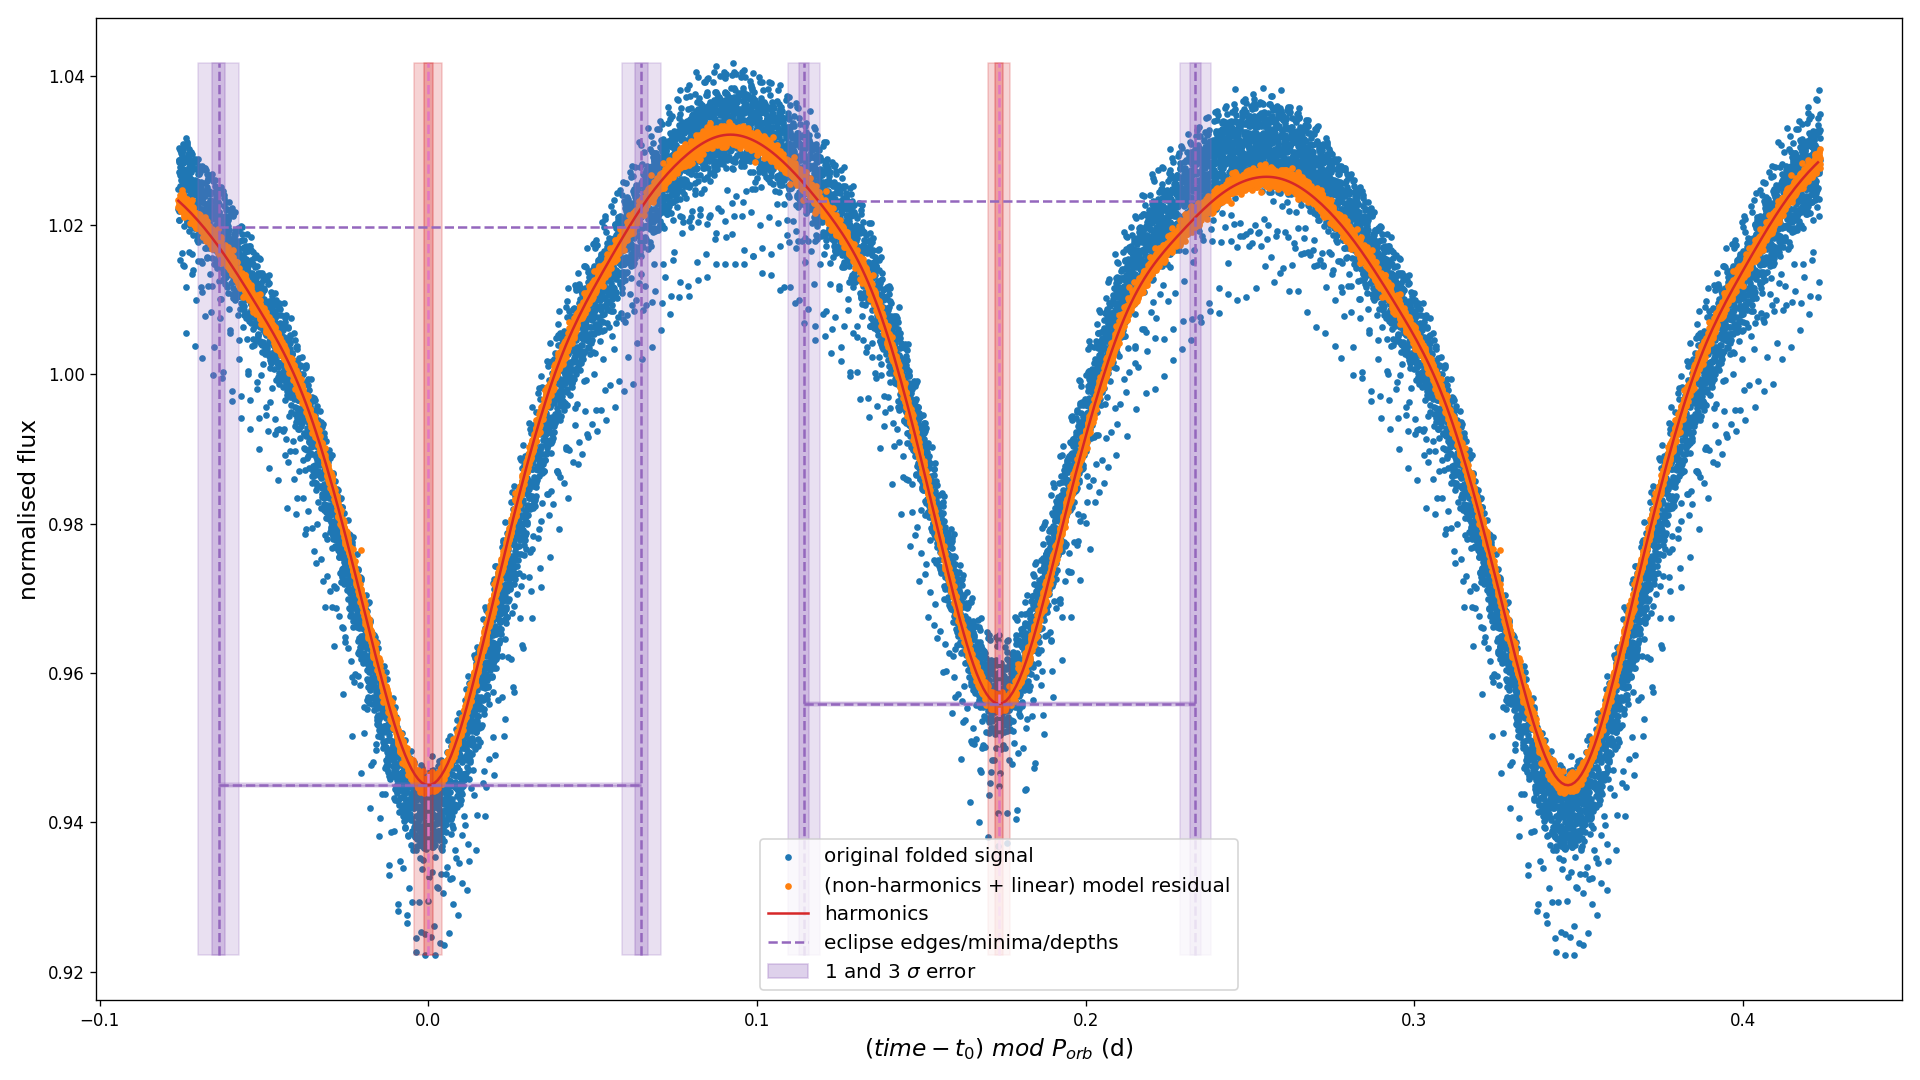 normalised flux
1.04
1.02
1.00
0.98
0.96
0.94
0.92
−0.1
0.0
0.1
0.2
0.3
0.4
(time − t₀) mod Pₒᵣb (d)
original folded signal
(non-harmonics + linear) model residual
harmonics
eclipse edges/minima/depths
1 and 3 σ error